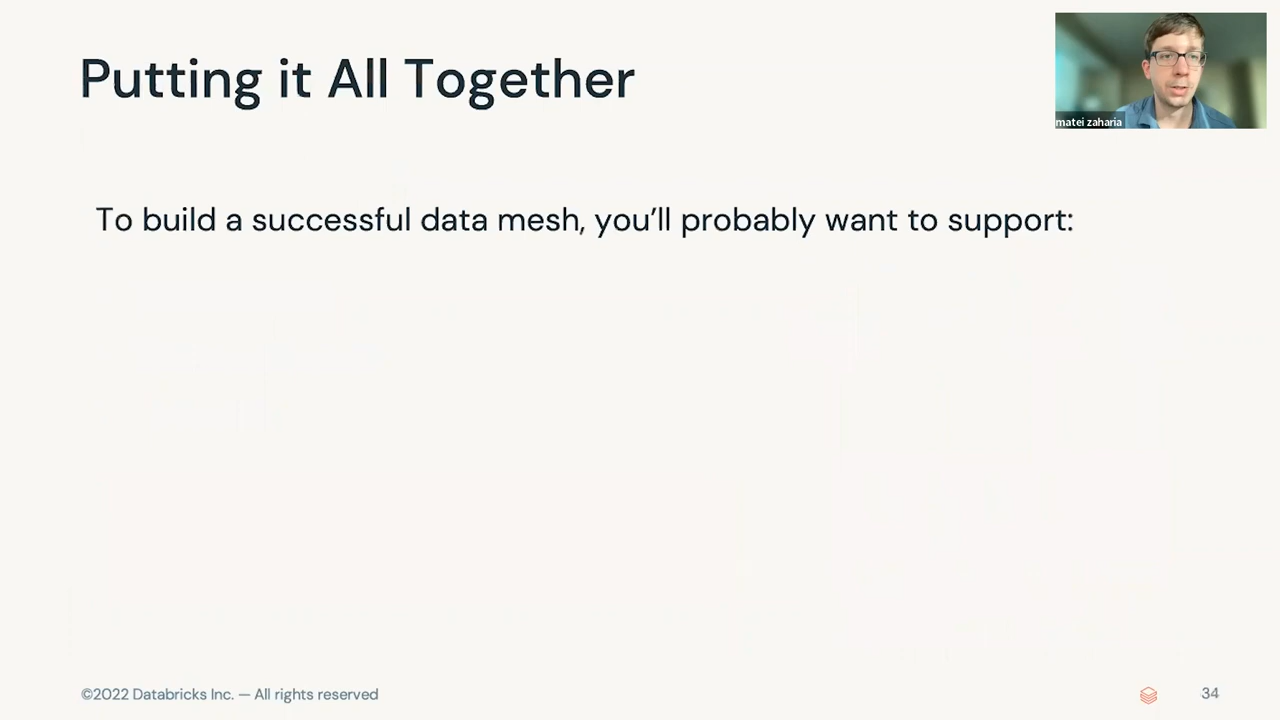 Putting it All Together
matei zaharia
To build a successful data mesh, you’ll probably want to support:
©2022 Databricks Inc. — All rights reserved
34